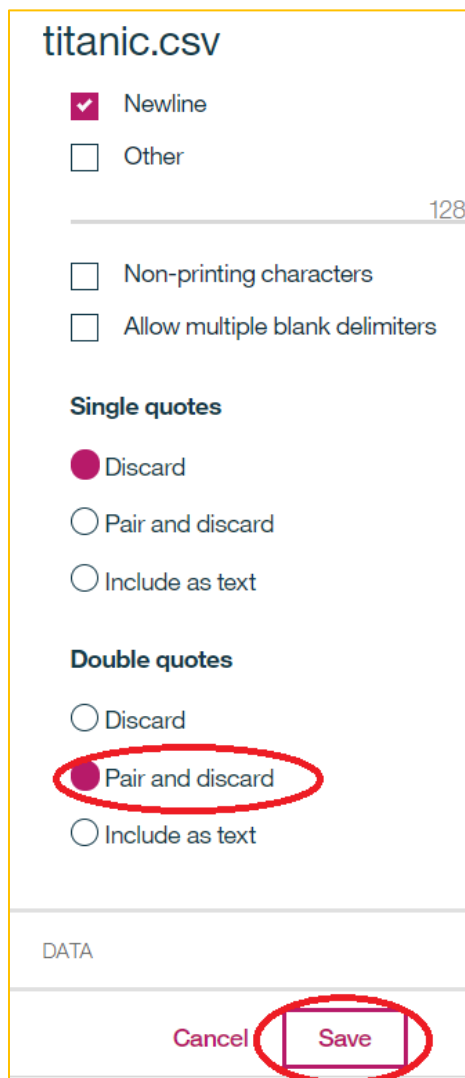 titanic.csv
Newline
Other
128
Non-printing characters
Allow multiple blank delimiters
Single quotes
Discard
Pair and discard
Include as text
Double quotes
Discard
Pair and discard
Include as text
DATA
Cancel Save